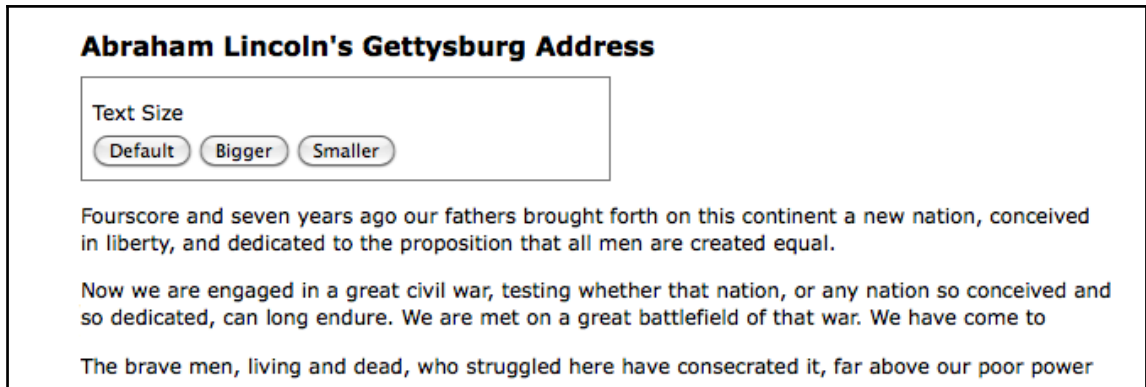 Abraham Lincoln's Gettysburg Address
Text Size
Default Bigger Smaller
Fourscore and seven years ago our fathers brought forth on this continent a new nation, conceived
in liberty, and dedicated to the proposition that all men are created equal.
Now we are engaged in a great civil war, testing whether that nation, or any nation so conceived and
so dedicated, can long endure. We are met on a great battlefield of that war. We have come to
The brave men, living and dead, who struggled here have consecrated it, far above our poor power